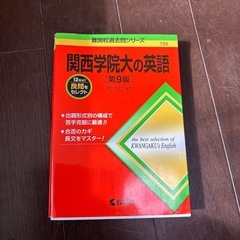 難関校過去問シリーズ
関西学院大の英語
[第9版]
12年分で
良問を
セレクト
•出題形式別の構成で
苦手克服に最適!!
•合否のカギ
長文をマスター!
the best selection of
KWANGAKU's English